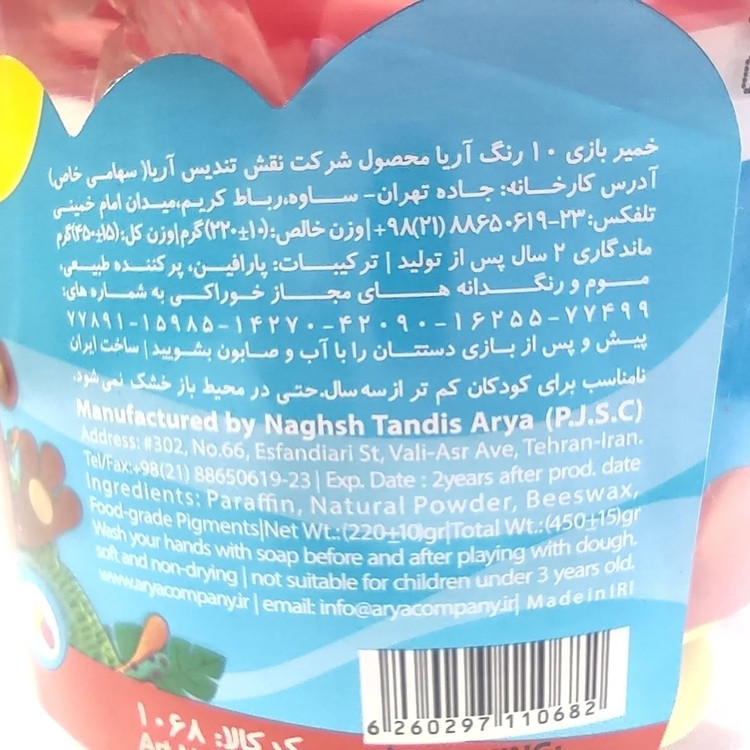 خمیر بازی ۱۰ رنگ آریا محصول شرکت نقش تندیس آریا( سهامی خاص)
آدرس کارخانه: جاده تهران- ساوه،رباط کریم،میدان امام خمینی
تلفکس: ۲۳-۸۸۶۵۰۶۱۹ (۲۱)۹۸+|وزن خالص:(۱۰±۲۲۰)گرم|وزن کل:(۱۵±۴۵۰)گرم
ماندگاری ۲ سال پس از تولید | ترکیبات: پارافین، پرکننده طبیعی،
موم و رنگدانه های مجاز خوراکی به شماره های:
۷۷۸۹۱-۱۵۹۸۵-۱۴۲۷۰-۴۲۰۹۰-۱۶۲۵۵-۷۷۴۹۹
پیش و پس از بازی دستتان را با آب و صابون بشویید | ساخت ایران
نامناسب برای کودکان کم تر از سه سال.حتی در محیط باز خشک نمی شود.
Manufactured by Naghsh Tandis Arya (P.J.S.C)
Address: #302, No.66, Esfandiari St, Vali-Asr Ave, Tehran-Iran.
Tel/Fax:+98(21) 88650619-23 | Exp. Date : 2years after prod. date
Ingredients: Paraffin, Natural Powder, Beeswax,
Food-grade Pigments|Net Wt.:(220±10)gr|Total Wt.:(450±15)gr
Wash your hands with soap before and after playing with dough.
soft and non-drying | not suitable for children under 3 years old.
www.aryacompany.ir | email: info@aryacompany.ir| Made in IRI
6 260297 110682
کد کالا: ۱۰۶۸